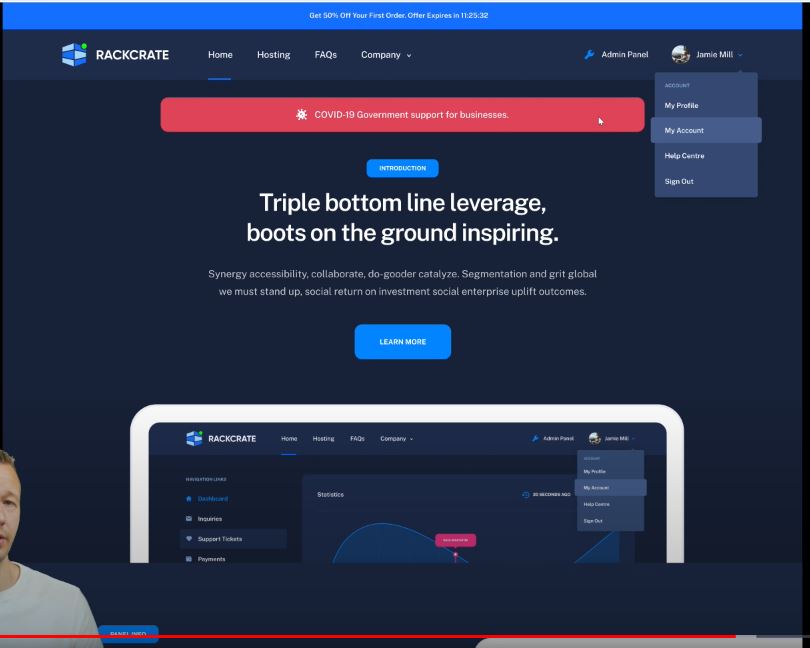 Get 50% Off Your First Order. Offer Expires in 11:25:32
RACKCRATE Home Hosting FAQs Company Admin Panel Jamie Mill
ACCOUNT
My Profile
My Account
Help Centre
Sign Out
COVID-19 Government support for businesses.
INTRODUCTION
Triple bottom line leverage,
boots on the ground inspiring.
Synergy accessibility, collaborate, do-gooder catalyze. Segmentation and grit global
we must stand up, social return on investment social enterprise uplift outcomes.
LEARN MORE
RACKCRATE Home Hosting FAQs Company Admin Panel Jamie Mill
ACCOUNT
My Profile
My Account
Help Centre
Sign Out
NAVIGATION LINKS
Dashboard
Inquiries
Support Tickets
Payments
Statistics
30 SECONDS AGO
PANEL INFO